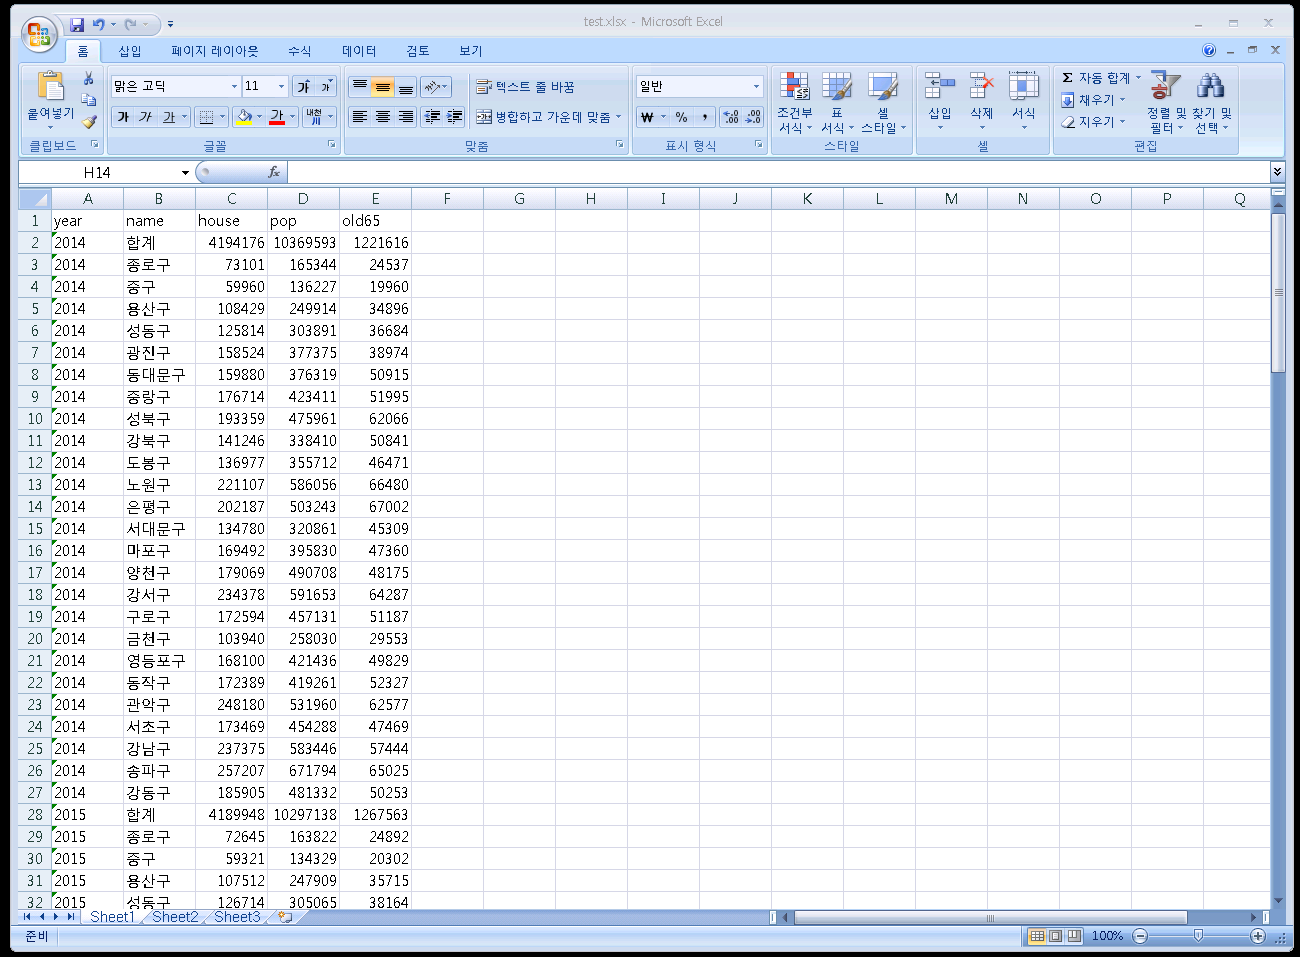 test.xlsx - Microsoft Excel
홈 삽입 페이지 레이아웃 수식 데이터 검토 보기
맑은 고딕 11 가 가 텍스트 줄 바꿈 일반 Σ 자동 합계
붙여넣기 가 가 가 가 내천 병합하고 가운데 맞춤 ₩ % , 조건부 서식 표 서식 셀 스타일 삽입 삭제 서식 채우기 지우기 정렬 및 필터 찾기 및 선택
클립보드 글꼴 맞춤 표시 형식 스타일 셀 편집
H14 fx
A B C D E F G H I J K L M N O P Q
1 year name house pop old65
2 2014 합계 4194176 10369593 1221616
3 2014 종로구 73101 165344 24537
4 2014 중구 59960 136227 19960
5 2014 용산구 108429 249914 34896
6 2014 성동구 125814 303891 36684
7 2014 광진구 158524 377375 38974
8 2014 동대문구 159880 376319 50915
9 2014 중랑구 176714 423411 51995
10 2014 성북구 193359 475961 62066
11 2014 강북구 141246 338410 50841
12 2014 도봉구 136977 355712 46471
13 2014 노원구 221107 586056 66480
14 2014 은평구 202187 503243 67002
15 2014 서대문구 134780 320861 45309
16 2014 마포구 169492 395830 47360
17 2014 양천구 179069 490708 48175
18 2014 강서구 234378 591653 64287
19 2014 구로구 172594 457131 51187
20 2014 금천구 103940 258030 29553
21 2014 영등포구 168100 421436 49829
22 2014 동작구 172389 419261 52327
23 2014 관악구 248180 531960 62577
24 2014 서초구 173469 454288 47469
25 2014 강남구 237375 583446 57444
26 2014 송파구 257207 671794 65025
27 2014 강동구 185905 481332 50253
28 2015 합계 4189948 10297138 1267563
29 2015 종로구 72645 163822 24892
30 2015 중구 59321 134329 20302
31 2015 용산구 107512 247909 35715
32 2015 성동구 126714 305065 38164
Sheet1 Sheet2 Sheet3
준비 100%